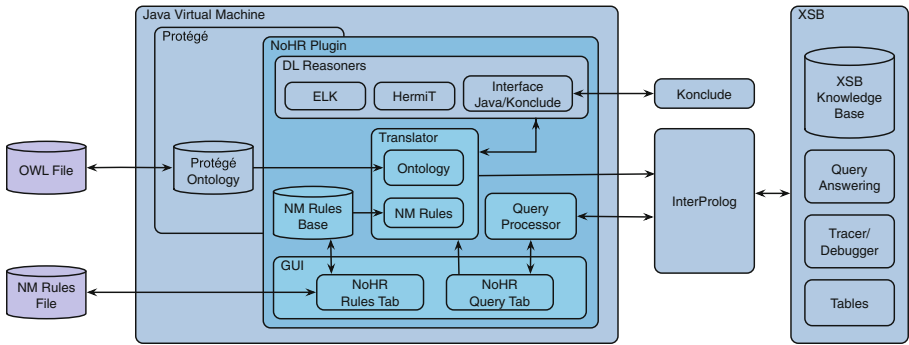 Java Virtual Machine
Protégé
NoHR Plugin
DL Reasoners
ELK
HermiT
Interface
Java/Konclude
Konclude
XSB
XSB
Knowledge
Base
OWL File
Protégé
Ontology
Translator
Ontology
NM Rules
NM Rules
Base
Query
Processor
InterProlog
Query
Answering
Tracer/
Debugger
Tables
GUI
NoHR
Rules Tab
NoHR
Query Tab
NM Rules
File